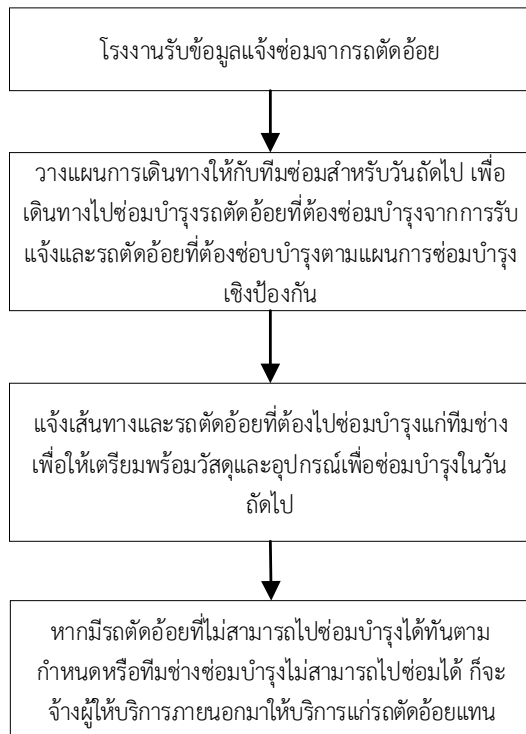 โรงงานรับข้อมูลแจ้งซ่อมจากรถตัดอ้อย
วางแผนการเดินทางให้กับทีมซ่อมสำหรับวันถัดไป เพื่อ
เดินทางไปซ่อมบำรุงรถตัดอ้อยที่ต้องซ่อมบำรุงจากการรับ
แจ้งและรถตัดอ้อยที่ต้องซ่อบบำรุงตามแผนการซ่อมบำรุง
เชิงป้องกัน
แจ้งเส้นทางและรถตัดอ้อยที่ต้องไปซ่อมบำรุงแก่ทีมช่าง
เพื่อให้เตรียมพร้อมวัสดุและอุปกรณ์เพื่อซ่อมบำรุงในวัน
ถัดไป
หากมีรถตัดอ้อยที่ไม่สามารถไปซ่อมบำรุงได้ทันตาม
กำหนดหรือทีมช่างซ่อมบำรุงไม่สามารถไปซ่อมได้ ก็จะ
จ้างผู้ให้บริการภายนอกมาให้บริการแก่รถตัดอ้อยแทน